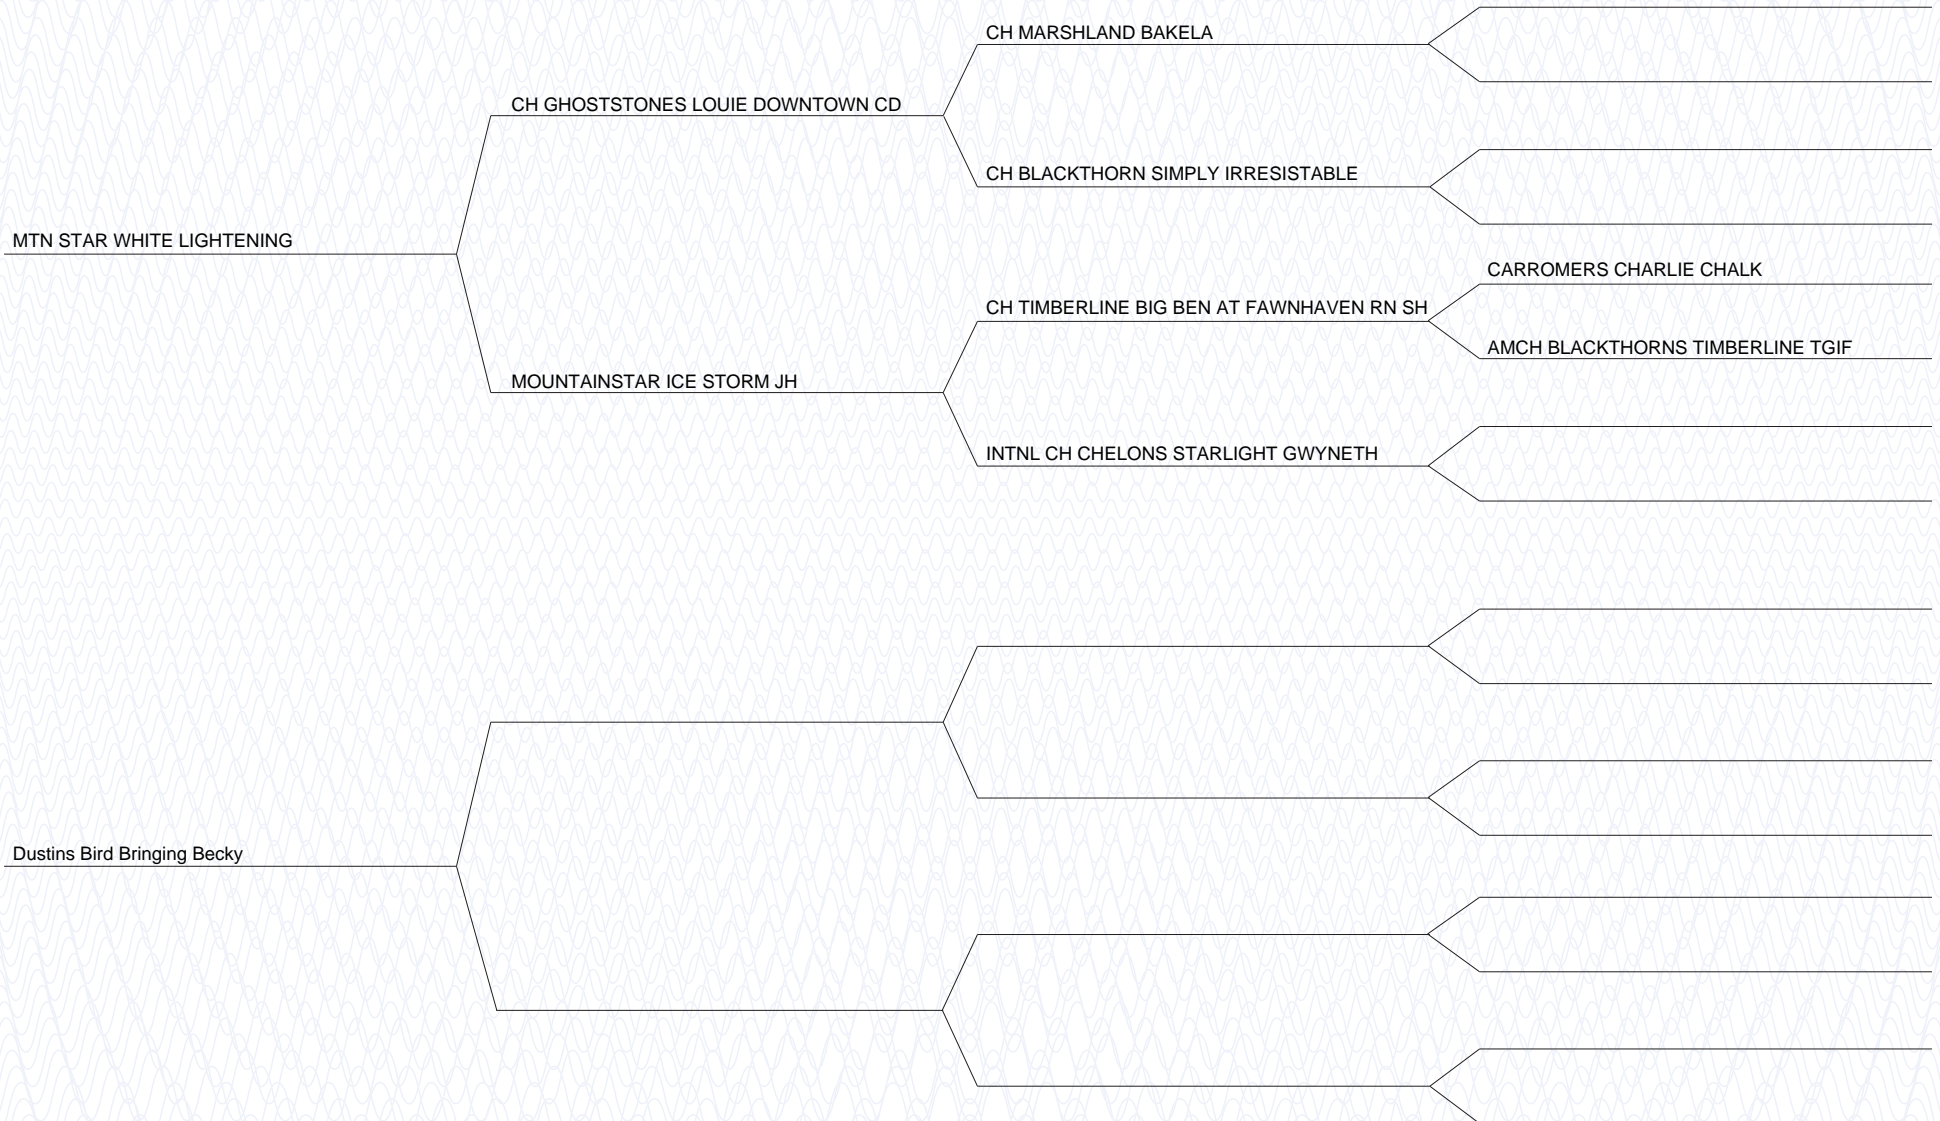 CH MARSHLAND BAKELA
CH GHOSTSTONES LOUIE DOWNTOWN CD
CH BLACKTHORN SIMPLY IRRESISTABLE
MTN STAR WHITE LIGHTENING
CARROMERS CHARLIE CHALK
CH TIMBERLINE BIG BEN AT FAWNHAVEN RN SH
AMCH BLACKTHORNS TIMBERLINE TGIF
MOUNTAINSTAR ICE STORM JH
INTNL CH CHELONS STARLIGHT GWYNETH
Dustins Bird Bringing Becky